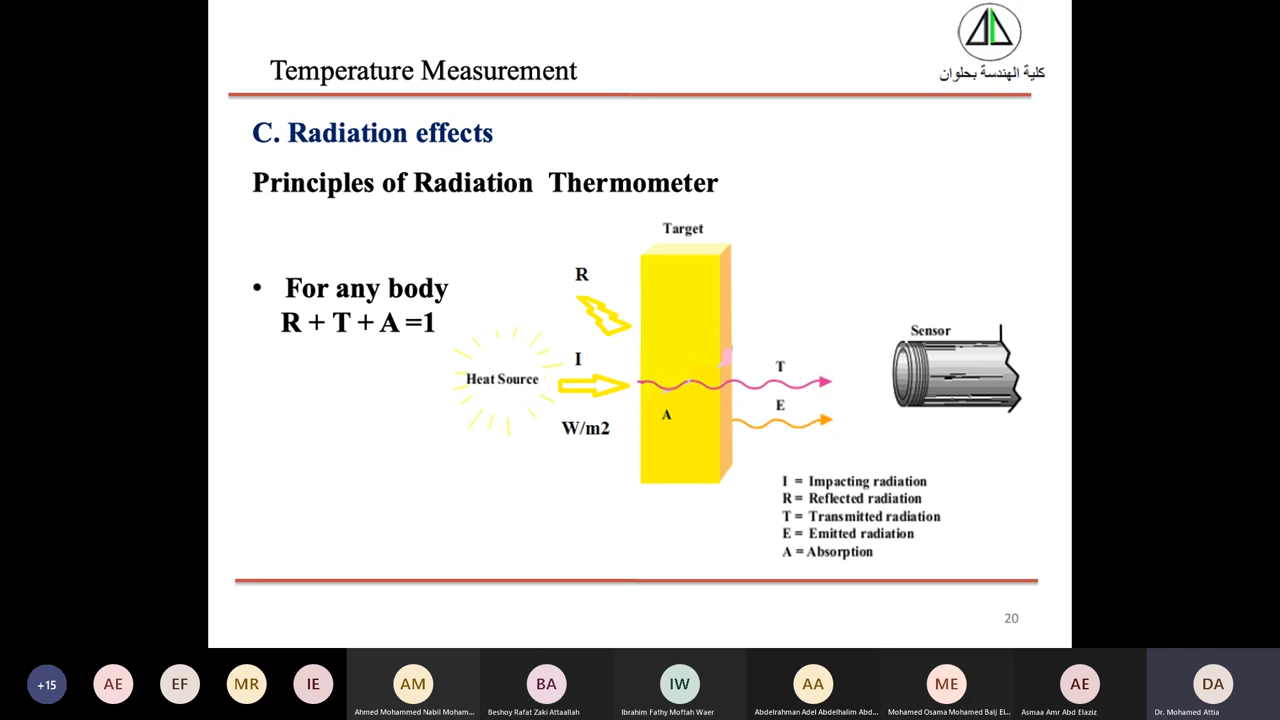 كلية الهندسة بحلوان
Temperature Measurement
C. Radiation effects
Principles of Radiation Thermometer
Target
R
• For any body
R + T + A =1
Sensor
I
T
Heat Source
E
A
W/m2
I = Impacting radiation
R = Reflected radiation
T = Transmitted radiation
E = Emitted radiation
A = Absorption
20
+15
AE
EF
MR
IE
AM
BA
IW
AA
ME
AE
DA
Ahmed Mohammed Nabil Moham...
Beshoy Rafat Zaki Attaallah
Ibrahim Fathy Moftah Waer
Abdelrahman Adel Abdelhalim Abd...
Mohamed Osama Mohamed Balj El...
Asmaa Amr Abd Elaziz
Dr. Mohamed Attia